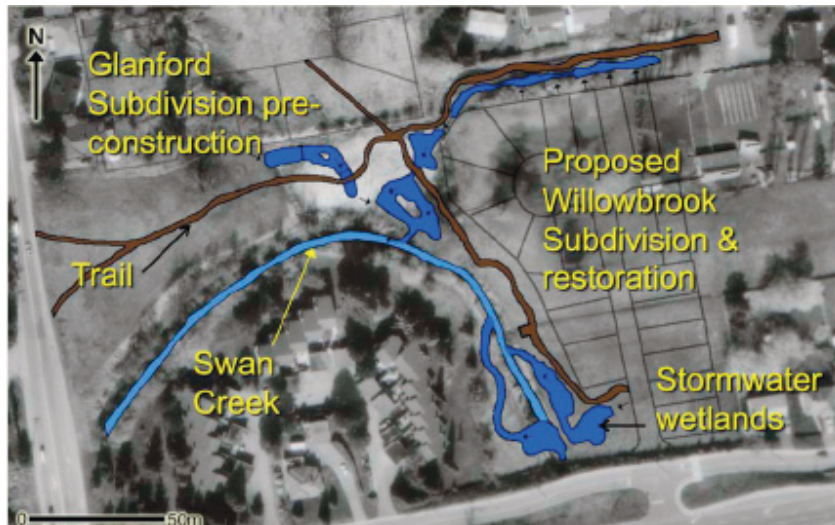 N
Glanford
Subdivision pre-
construction
Proposed
Willowbrook
Subdivision &
restoration
Trail
Swan
Creek
Stormwater
wetlands
0 50m